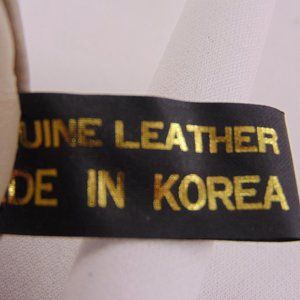 UINE LEATHER
DE IN KOREA